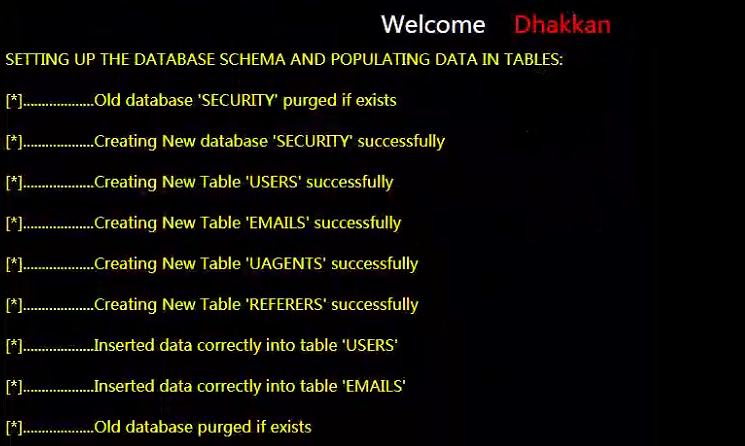 Welcome Dhakkan
SETTING UP THE DATABASE SCHEMA AND POPULATING DATA IN TABLES:
[*]...................Old database 'SECURITY' purged if exists
[*]...................Creating New database 'SECURITY' successfully
[*]...................Creating New Table 'USERS' successfully
[*]...................Creating New Table 'EMAILS' successfully
[*]...................Creating New Table 'UAGENTS' successfully
[*]...................Creating New Table 'REFERERS' successfully
[*]...................Inserted data correctly into table 'USERS'
[*]...................Inserted data correctly into table 'EMAILS'
[*]...................Old database purged if exists